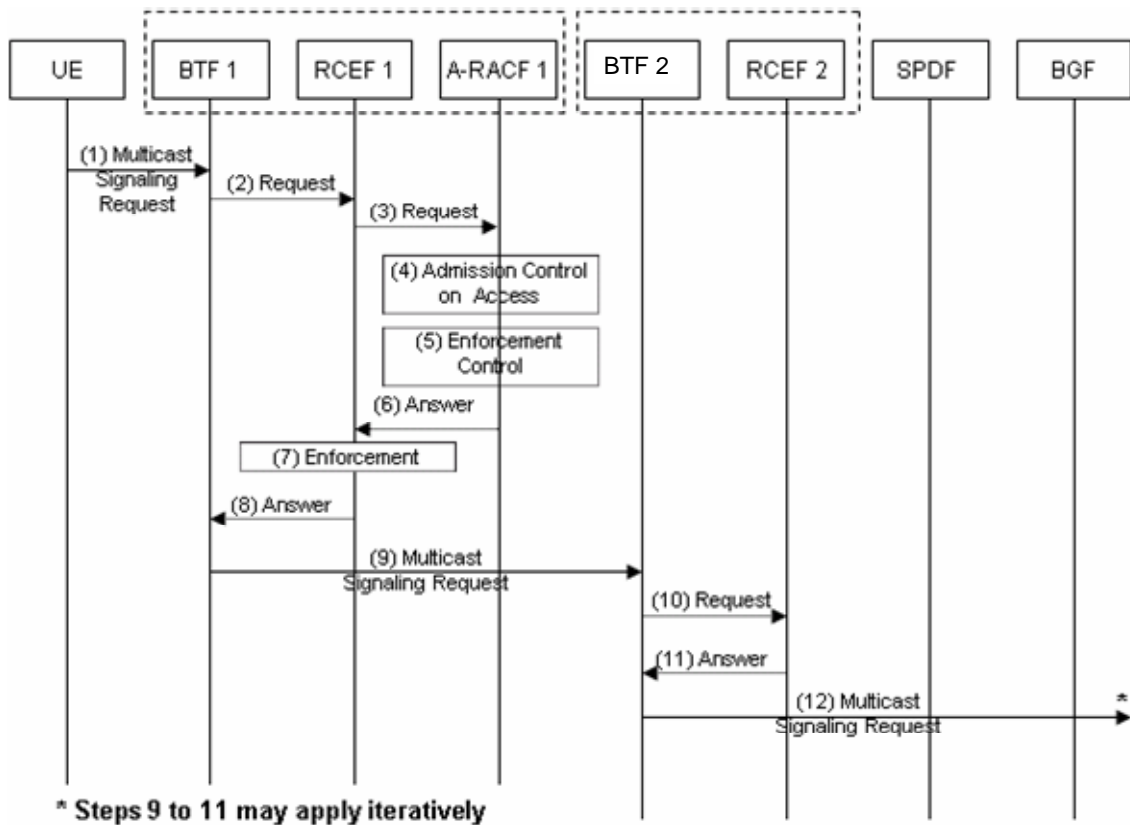 UE
BTF 1
RCEF 1
A-RACF 1
BTF 2
RCEF 2
SPDF
BGF
(1) Multicast
Signaling
Request
(2) Request
(3) Request
(4) Admission Control
on Access
(5) Enforcement
Control
(6) Answer
(7) Enforcement
(8) Answer
(9) Multicast
Signaling Request
(10) Request
(11) Answer
(12) Multicast
Signaling Request
*
* Steps 9 to 11 may apply iteratively